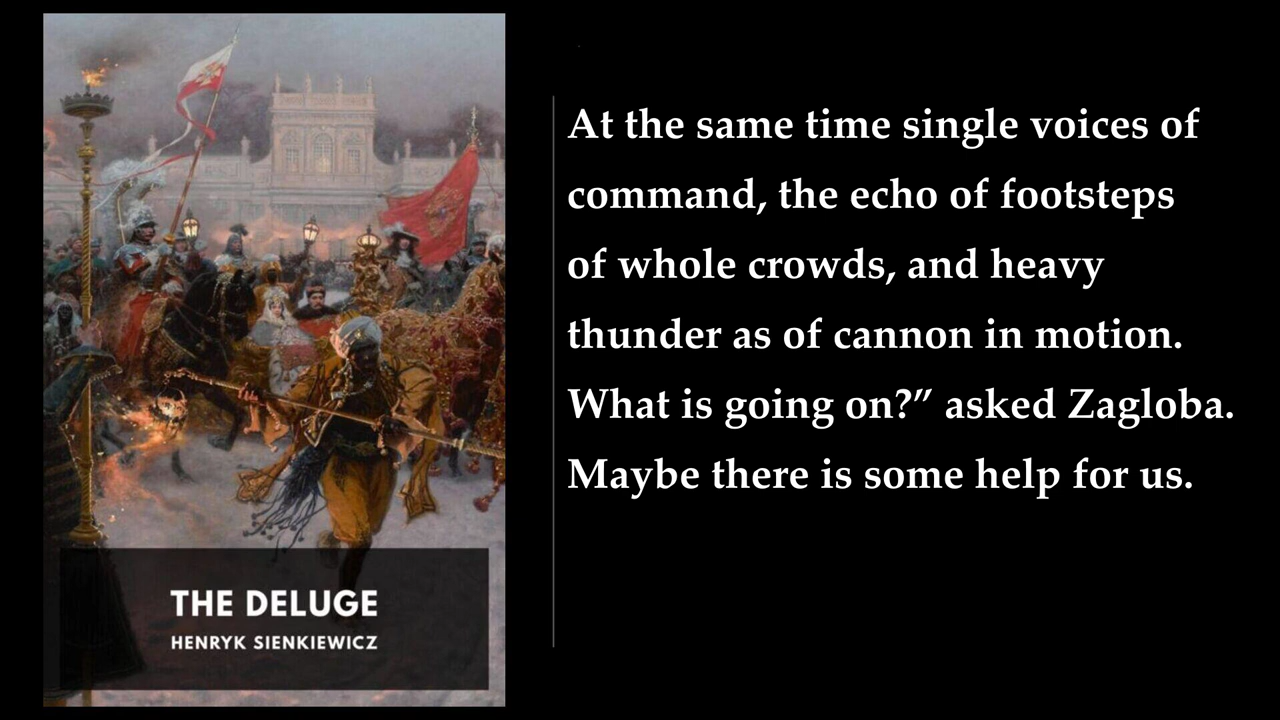 At the same time single voices of
command, the echo of footsteps
of whole crowds, and heavy
thunder as of cannon in motion.
What is going on?” asked Zagloba.
Maybe there is some help for us.
THE DELUGE
HENRYK SIENKIEWICZ